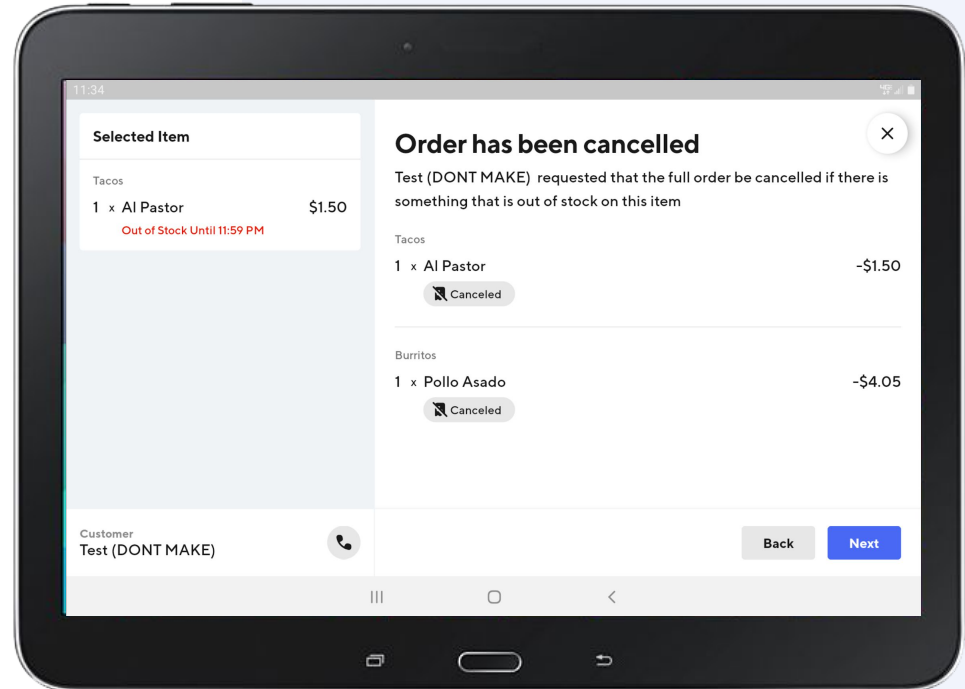 11:34
Selected Item
Tacos
1 x Al Pastor $1.50
Out of Stock Until 11:59 PM
Customer
Test (DONT MAKE)
Order has been cancelled
Test (DONT MAKE) requested that the full order be cancelled if there is
something that is out of stock on this item
Tacos
1 x Al Pastor -$1.50
Canceled
Burritos
1 x Pollo Asado -$4.05
Canceled
Back Next